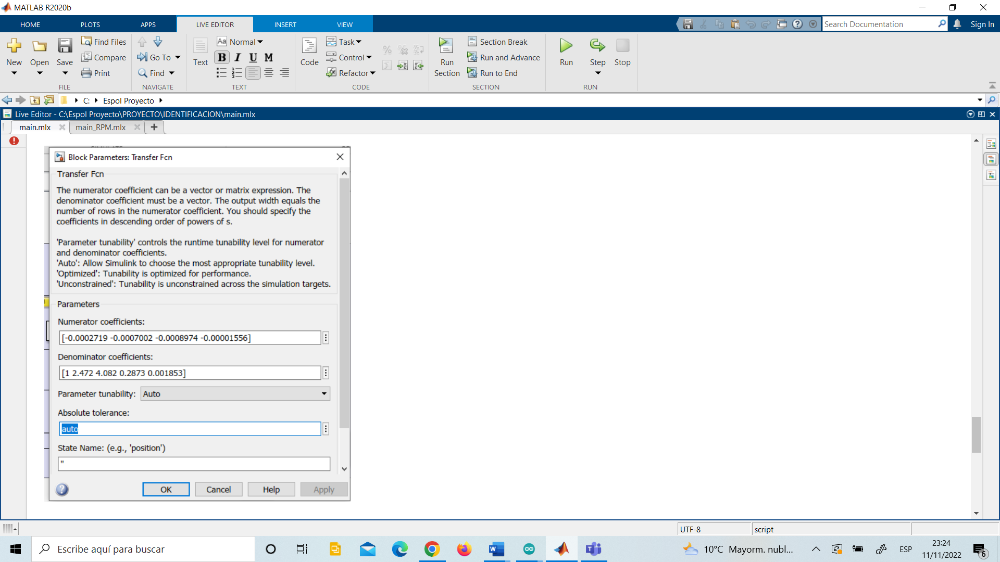 MATLAB R2020b
HOME PLOTS APPS LIVE EDITOR INSERT VIEW
Search Documentation
Sign In
New
Open
Save
Find Files
Compare
Print
FILE
Go To
Find
NAVIGATE
Text
Aa Normal
B I U M
TEXT
Code
Task
Control
Refactor
CODE
Run Section
Section Break
Run and Advance
Run to End
SECTION
Run
Step
Stop
RUN
C: Espol Proyecto
Live Editor - C:\Espol Proyecto\PROYECTO\IDENTIFICACION\main.mlx
main.mlx main_RPM.mlx
Block Parameters: Transfer Fcn
Transfer Fcn
The numerator coefficient can be a vector or matrix expression. The
denominator coefficient must be a vector. The output width equals the
number of rows in the numerator coefficient. You should specify the
coefficients in descending order of powers of s.
'Parameter tunability' controls the runtime tunability level for numerator
and denominator coefficients.
'Auto': Allow Simulink to choose the most appropriate tunability level.
'Optimized': Tunability is optimized for performance.
'Unconstrained': Tunability is unconstrained across the simulation targets.
Parameters
Numerator coefficients:
[-0.0002719 -0.0007002 -0.0008974 -0.00001556]
Denominator coefficients:
[1 2.472 4.082 0.2873 0.001853]
Parameter tunability: Auto
Absolute tolerance:
auto
State Name: (e.g., 'position')
''
OK Cancel Help Apply
UTF-8 script
Escribe aquí para buscar
10°C Mayorm. nubl...
ESP
23:24
11/11/2022
6